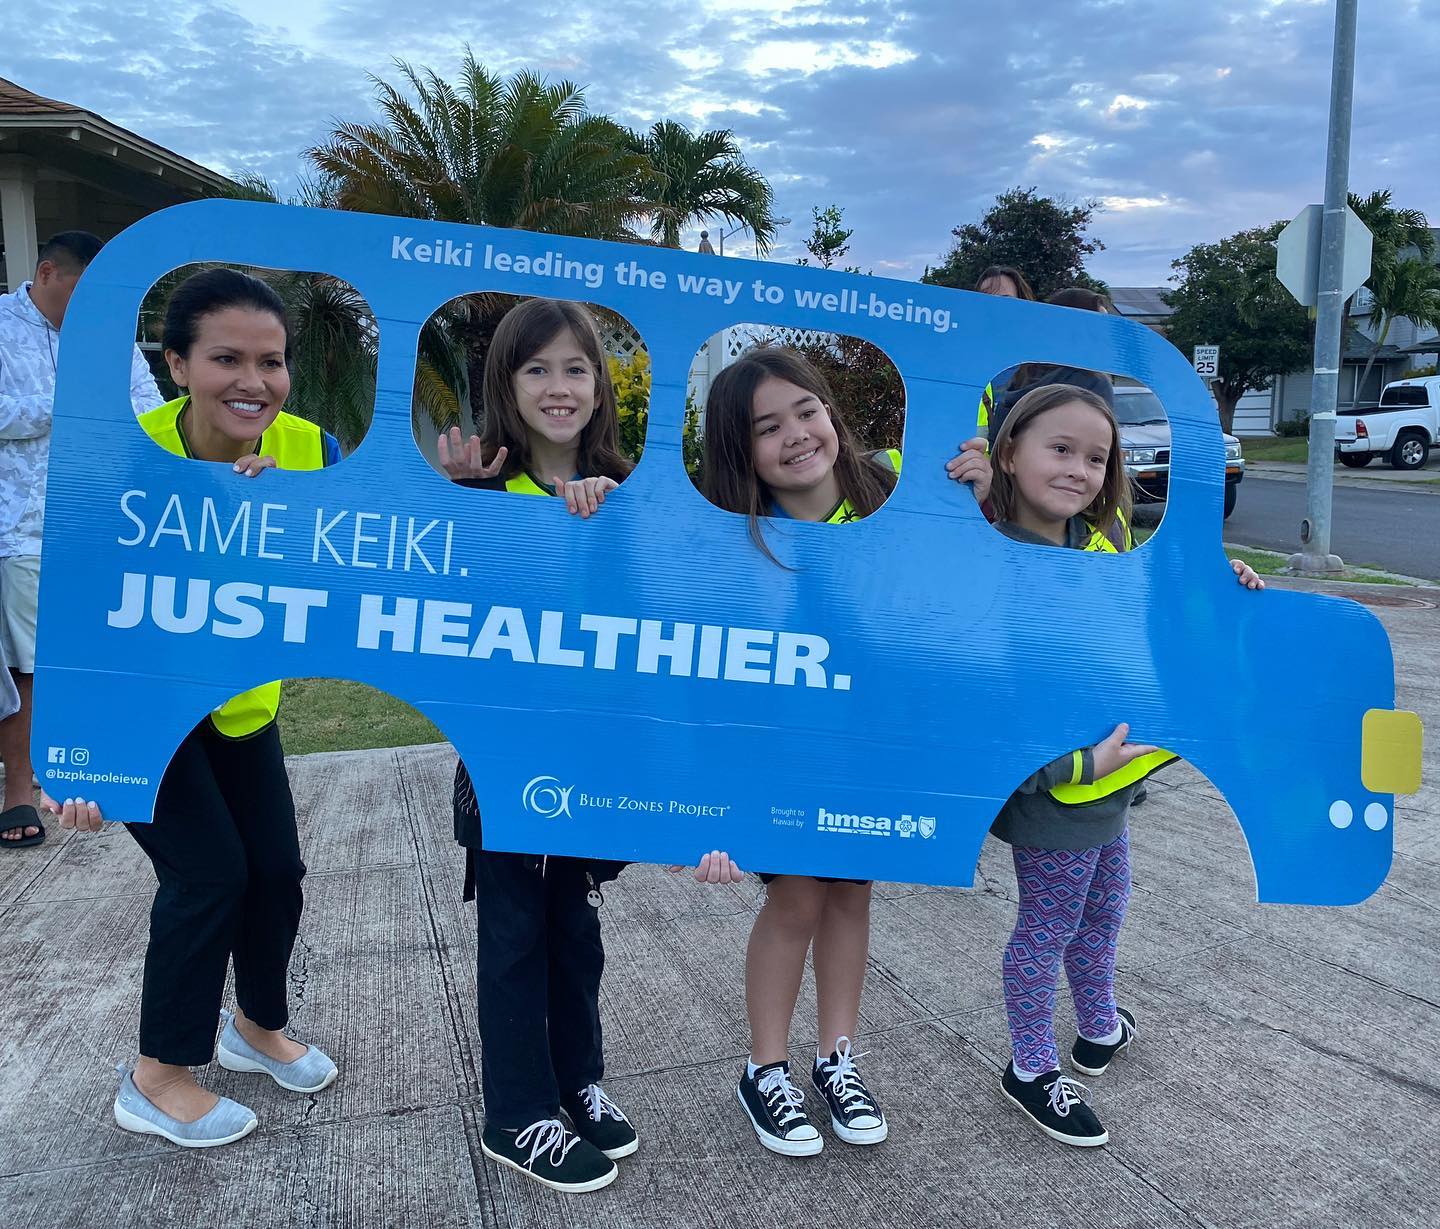 Keiki leading the way to well-being.
SPEED
LIMIT
25
SAME KEIKI.
JUST HEALTHIER.
@bzpkapoleiewa
BLUE ZONES PROJECT®
Brought to
Hawaii by
hmsa